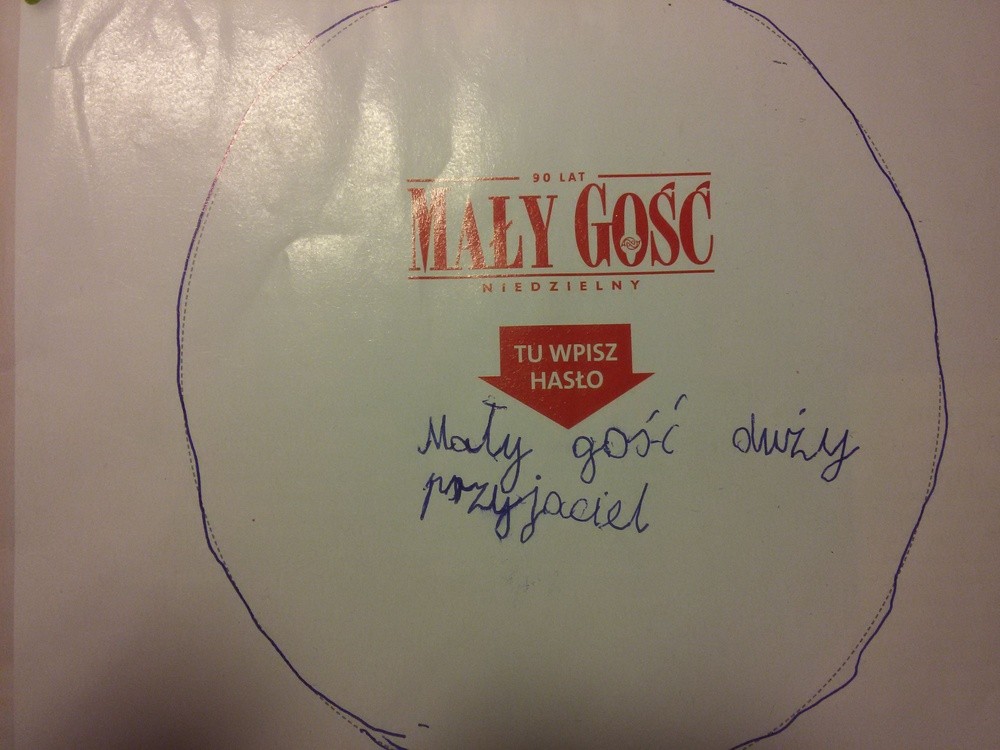 90 LAT
MAŁY GOŚĆ
NIEDZIELNY
TU WPISZ
HASŁO
Mały gość duży
przyjaciel